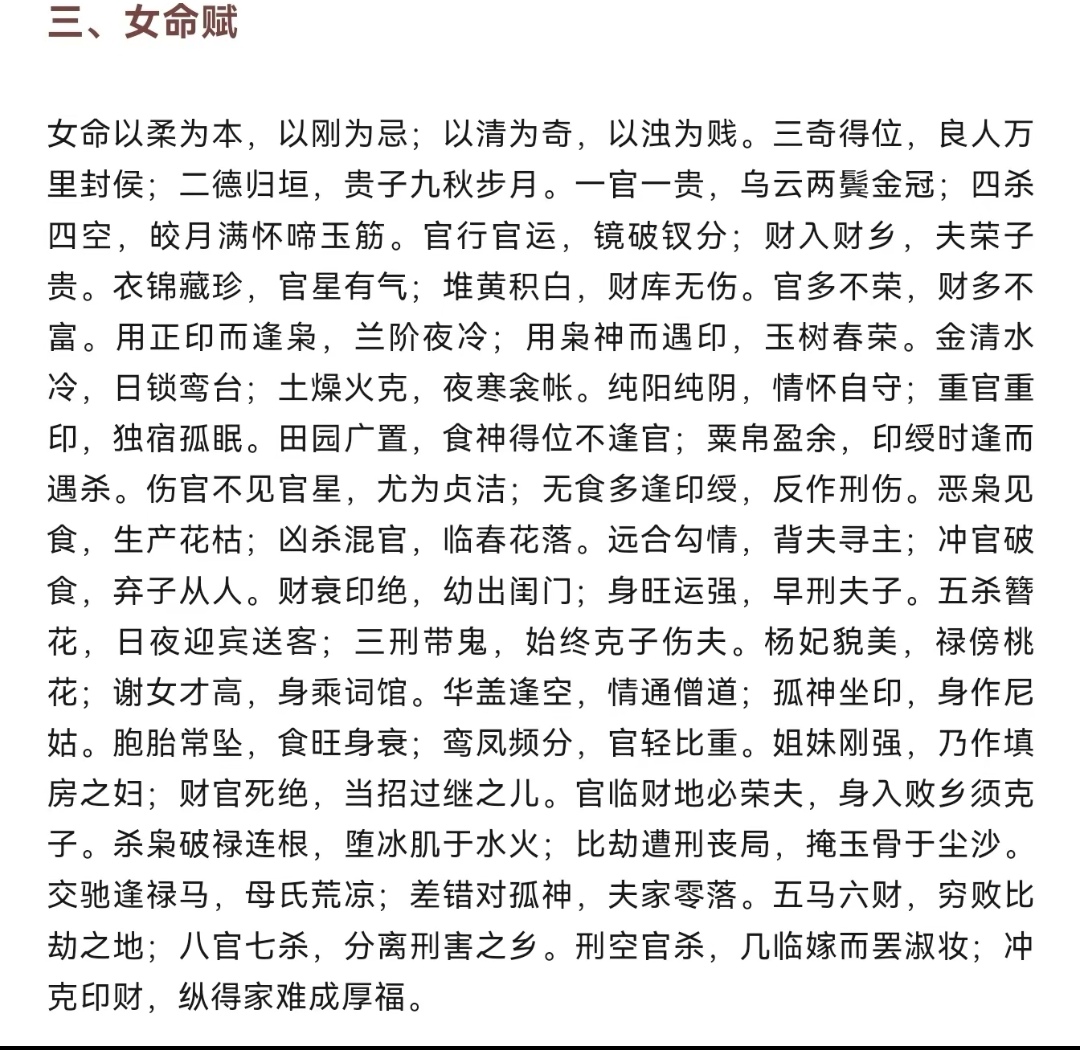 三、女命赋
女命以柔为本，以刚为忌；以清为奇，以浊为贱。三奇得位，良人万
里封侯；二德归垣，贵子九秋步月。一官一贵，乌云两鬓金冠；四杀
四空，皎月满怀啼玉筋。官行官运，镜破钗分；财入财乡，夫荣子
贵。衣锦藏珍，官星有气；堆黄积白，财库无伤。官多不荣，财多不
富。用正印而逢枭，兰阶夜冷；用枭神而遇印，玉树春荣。金清水
冷，日锁鸾台；土燥火克，夜寒衾帐。纯阳纯阴，情怀自守；重官重
印，独宿孤眠。田园广置，食神得位不逢官；粟帛盈余，印绶时逢而
遇杀。伤官不见官星，尤为贞洁；无食多逢印绶，反作刑伤。恶枭见
食，生产花枯；凶杀混官，临春花落。远合勾情，背夫寻主；冲官破
食，弃子从人。财衰印绝，幼出闺门；身旺运强，早刑夫子。五杀簪
花，日夜迎宾送客；三刑带鬼，始终克子伤夫。杨妃貌美，禄傍桃
花；谢女才高，身乘词馆。华盖逢空，情通僧道；孤神坐印，身作尼
姑。胞胎常坠，食旺身衰；鸾凤频分，官轻比重。姐妹刚强，乃作填
房之妇；财官死绝，当招过继之儿。官临财地必荣夫，身入败乡须克
子。杀枭破禄连根，堕冰肌于水火；比劫遭刑丧局，掩玉骨于尘沙。
交驰逢禄马，母氏荒凉；差错对孤神，夫家零落。五马六财，穷败比
劫之地；八官七杀，分离刑害之乡。刑空官杀，几临嫁而罢淑妆；冲
克印财，纵得家难成厚福。